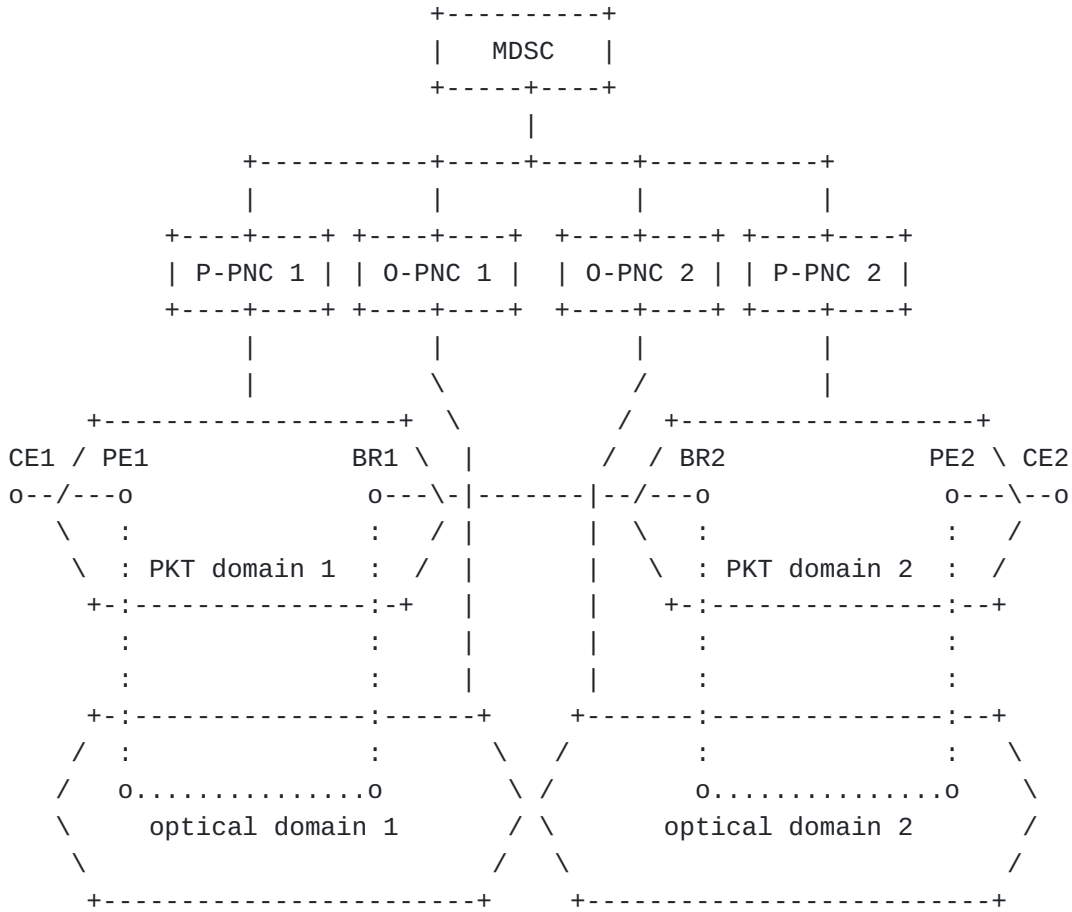 MDSC
P-PNC 1 O-PNC 1 O-PNC 2 P-PNC 2
CE1 PE1 BR1 BR2 PE2 CE2
PKT domain 1 PKT domain 2
optical domain 1 optical domain 2